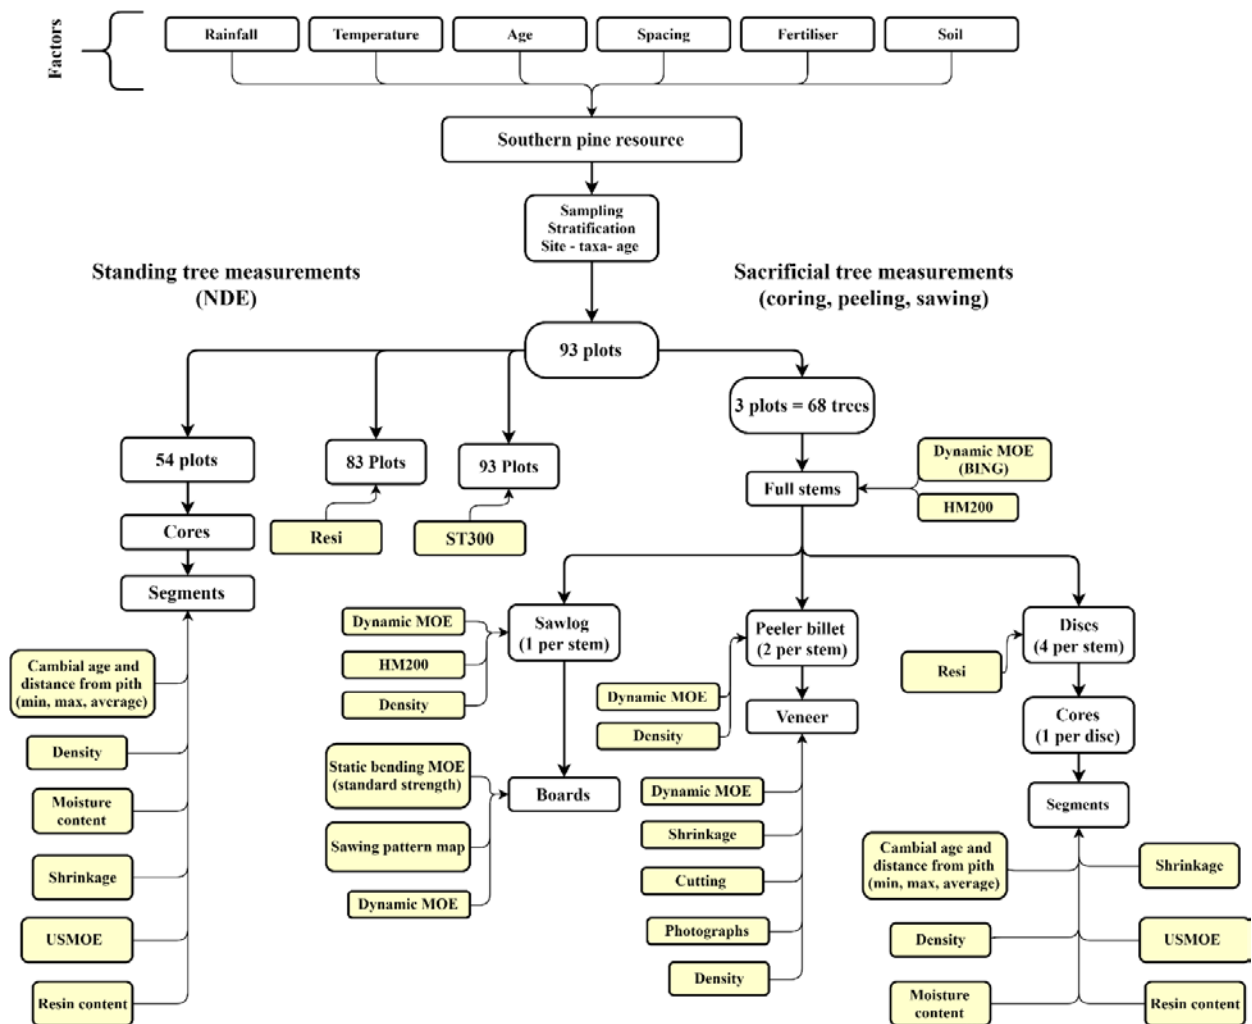 Factors
Rainfall
Temperature
Age
Spacing
Fertiliser
Soil
Southern pine resource
Sampling
Stratification
Site - taxa- age
Standing tree measurements
(NDE)
Sacrificial tree measurements
(coring, peeling, sawing)
93 plots
3 plots = 68 trees
54 plots
83 Plots
93 Plots
Full stems
Dynamic MOE
(BING)
HM200
Cores
Resi
ST300
Segments
Dynamic MOE
HM200
Density
Sawlog
(1 per stem)
Peeler billet
(2 per stem)
Discs
(4 per stem)
Resi
Cambial age and
distance from pith
(min, max, average)
Density
Moisture
content
Shrinkage
USMOE
Resin content
Dynamic MOE
Density
Veneer
Cores
(1 per disc)
Static bending MOE
(standard strength)
Sawing pattern map
Dynamic MOE
Boards
Dynamic MOE
Shrinkage
Cutting
Photographs
Density
Segments
Cambial age and
distance from pith
(min, max, average)
Density
Moisture
content
Shrinkage
USMOE
Resin content